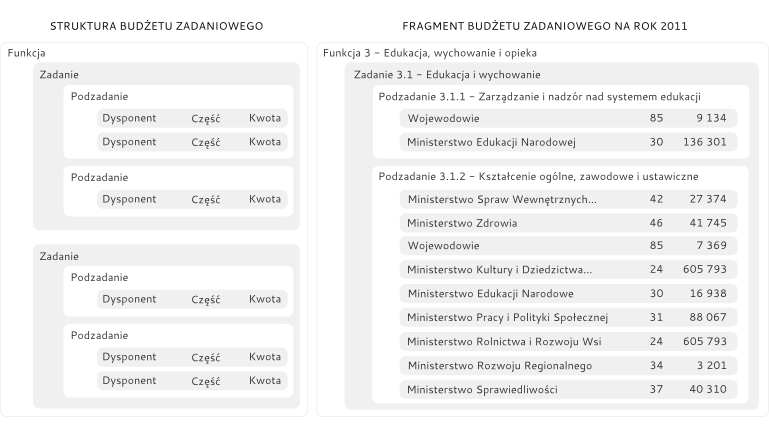 STRUKTURA BUDŻETU ZADANIOWEGO
Funkcja
Zadanie
Podzadanie
Dysponent Część Kwota
Dysponent Część Kwota
Podzadanie
Dysponent Część Kwota
Zadanie
Podzadanie
Dysponent Część Kwota
Podzadanie
Dysponent Część Kwota
Dysponent Część Kwota
FRAGMENT BUDŻETU ZADANIOWEGO NA ROK 2011
Funkcja 3 - Edukacja, wychowanie i opieka
Zadanie 3.1 - Edukacja i wychowanie
Podzadanie 3.1.1 - Zarządzanie i nadzór nad systemem edukacji
Wojewodowie 85 9 134
Ministerstwo Edukacji Narodowej 30 136 301
Podzadanie 3.1.2 - Kształcenie ogólne, zawodowe i ustawiczne
Ministerstwo Spraw Wewnętrznych... 42 27 374
Ministerstwo Zdrowia 46 41 745
Wojewodowie 85 7 369
Ministerstwo Kultury i Dziedzictwa... 24 605 793
Ministerstwo Edukacji Narodowe 30 16 938
Ministerstwo Pracy i Polityki Społecznej 31 88 067
Ministerstwo Rolnictwa i Rozwoju Wsi 24 605 793
Ministerstwo Rozwoju Regionalnego 34 3 201
Ministerstwo Sprawiedliwości 37 40 310